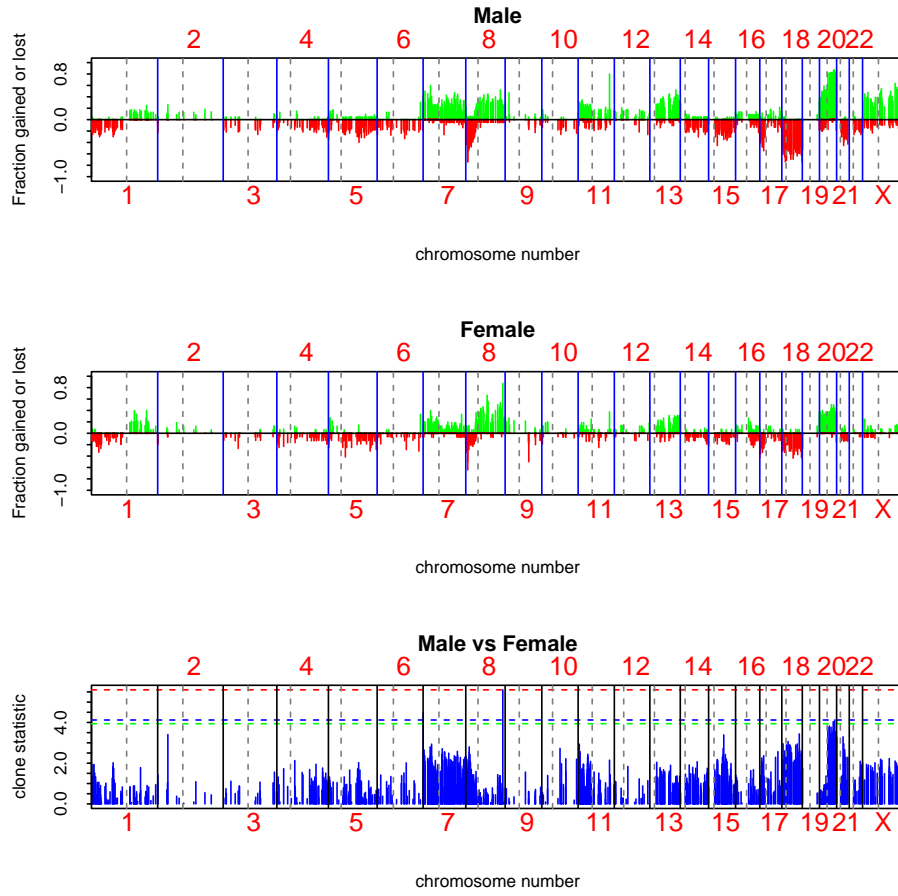 Male
2 4 6 8 10 12 14 16 18 20 22
Fraction gained or lost
0.8
0.0
−1.0
1 3 5 7 9 11 13 15 17 19 21 X
chromosome number
Female
2 4 6 8 10 12 14 16 18 20 22
Fraction gained or lost
0.8
0.0
−1.0
1 3 5 7 9 11 13 15 17 19 21 X
chromosome number
Male vs Female
2 4 6 8 10 12 14 16 18 20 22
clone statistic
4.0
2.0
0.0
1 3 5 7 9 11 13 15 17 19 21 X
chromosome number